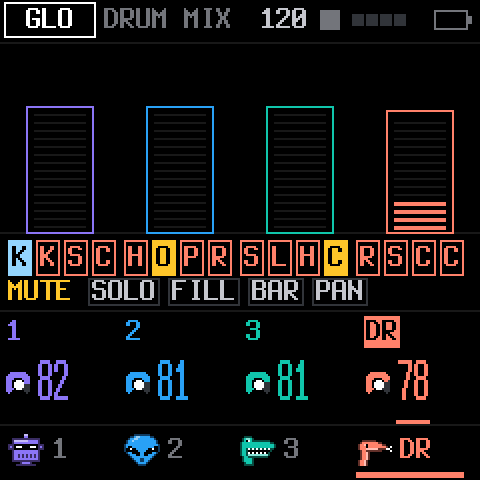 GLO DRUM MIX 120
K K S C H O P R S L H C R S C C
MUTE SOLO FILL BAR PAN
1 2 3 DR
82 81 81 78
1 2 3 DR